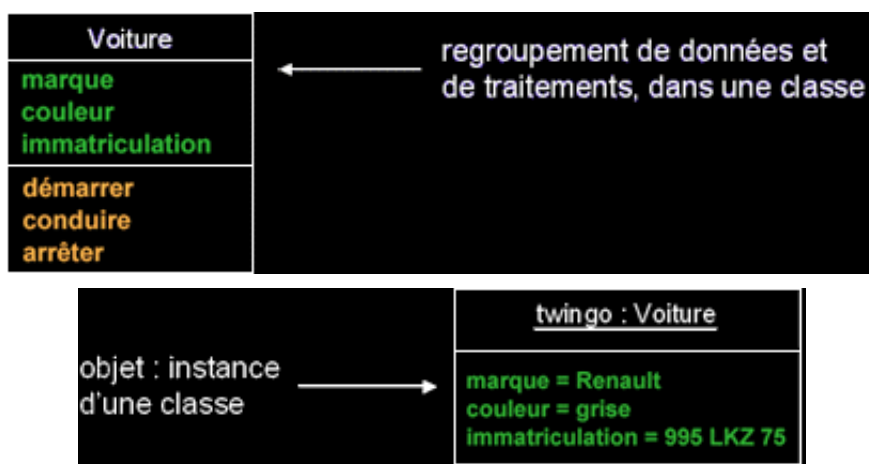 Voiture
marque
couleur
immatriculation
démarrer
conduire
arrêter
regroupement de données et
de traitements, dans une classe
objet : instance
d'une classe
twingo : Voiture
marque = Renault
couleur = grise
immatriculation = 995 LKZ 75